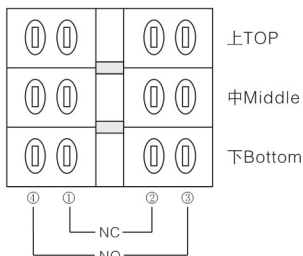 上TOP
中Middle
下Bottom
④ ① ② ③
NC
NO